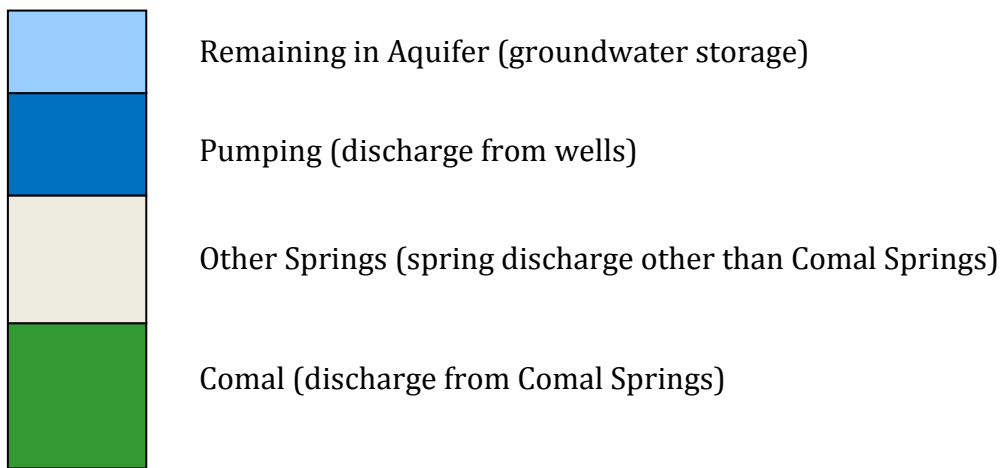 Remaining in Aquifer (groundwater storage)
Pumping (discharge from wells)
Other Springs (spring discharge other than Comal Springs)
Comal (discharge from Comal Springs)